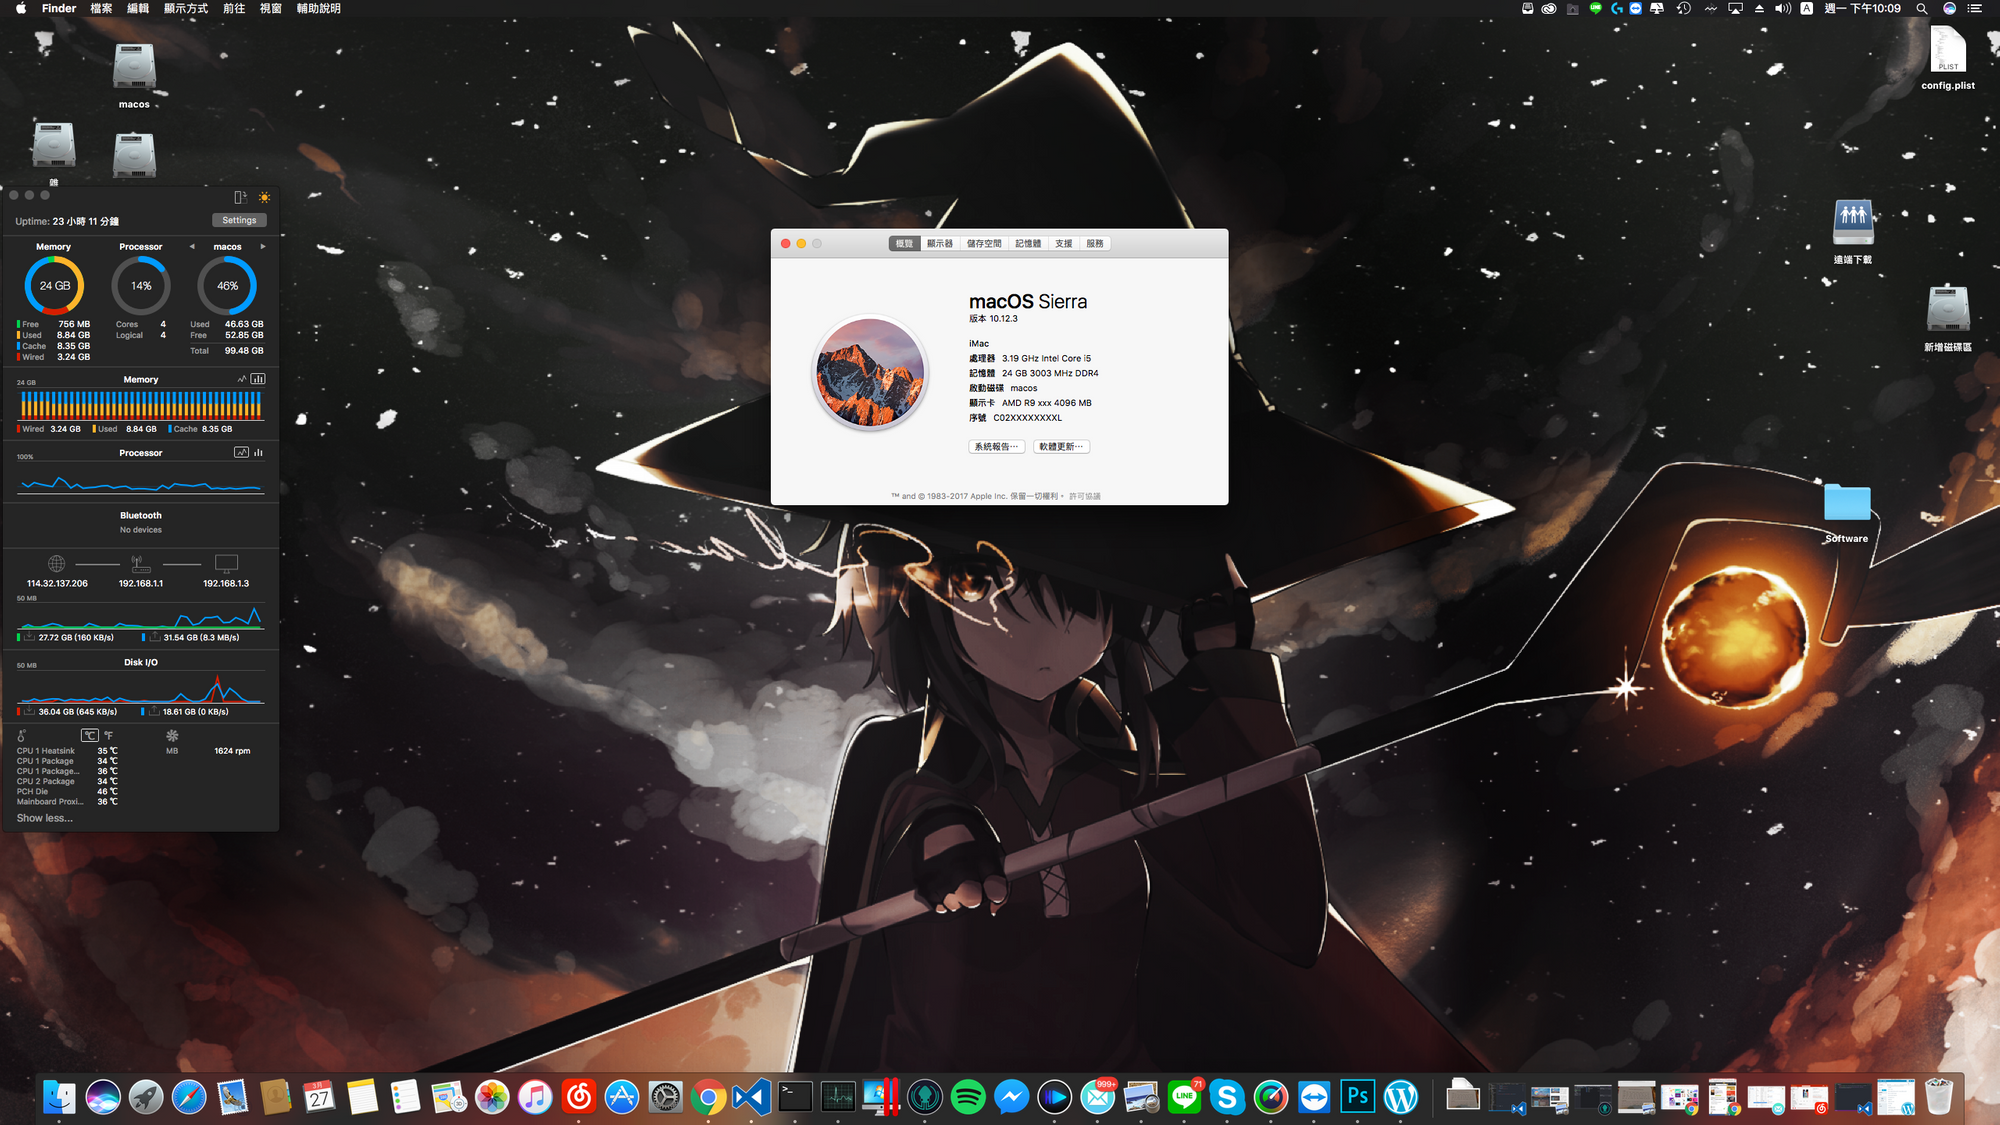 Finder 檔案 編輯 顯示方式 前往 視窗 輔助說明
A 週一 下午10:09
macos
雜
PLIST
config.plist
遠端下載
新增磁碟區
Software
Uptime: 23 小時 11 分鐘 Settings
Memory Processor macos
24 GB 14% 46%
Free 756 MB Cores 4 Used 46.63 GB
Used 8.84 GB Logical 4 Free 52.85 GB
Cache 8.35 GB Total 99.48 GB
Wired 3.24 GB
24 GB Memory
Wired 3.24 GB Used 8.84 GB Cache 8.35 GB
100% Processor
Bluetooth
No devices
114.32.137.206 192.168.1.1 192.168.1.3
50 MB
27.72 GB (160 KB/s) 31.54 GB (8.3 MB/s)
50 MB Disk I/O
36.04 GB (645 KB/s) 18.61 GB (0 KB/s)
°C °F
CPU 1 Heatsink 35 °C MB 1624 rpm
CPU 1 Package 34 °C
CPU 1 Package... 36 °C
CPU 2 Package 34 °C
PCH Die 46 °C
Mainboard Proxi... 36 °C
Show less...
概覽 顯示器 儲存空間 記憶體 支援 服務
macOS Sierra
版本 10.12.3
iMac
處理器 3.19 GHz Intel Core i5
記憶體 24 GB 3003 MHz DDR4
啟動磁碟 macos
顯示卡 AMD R9 xxx 4096 MB
序號 C02XXXXXXXXL
系統報告⋯ 軟體更新⋯
™ and © 1983-2017 Apple Inc. 保留一切權利。 許可協議
3月
27
999+
LINE
71
Ps